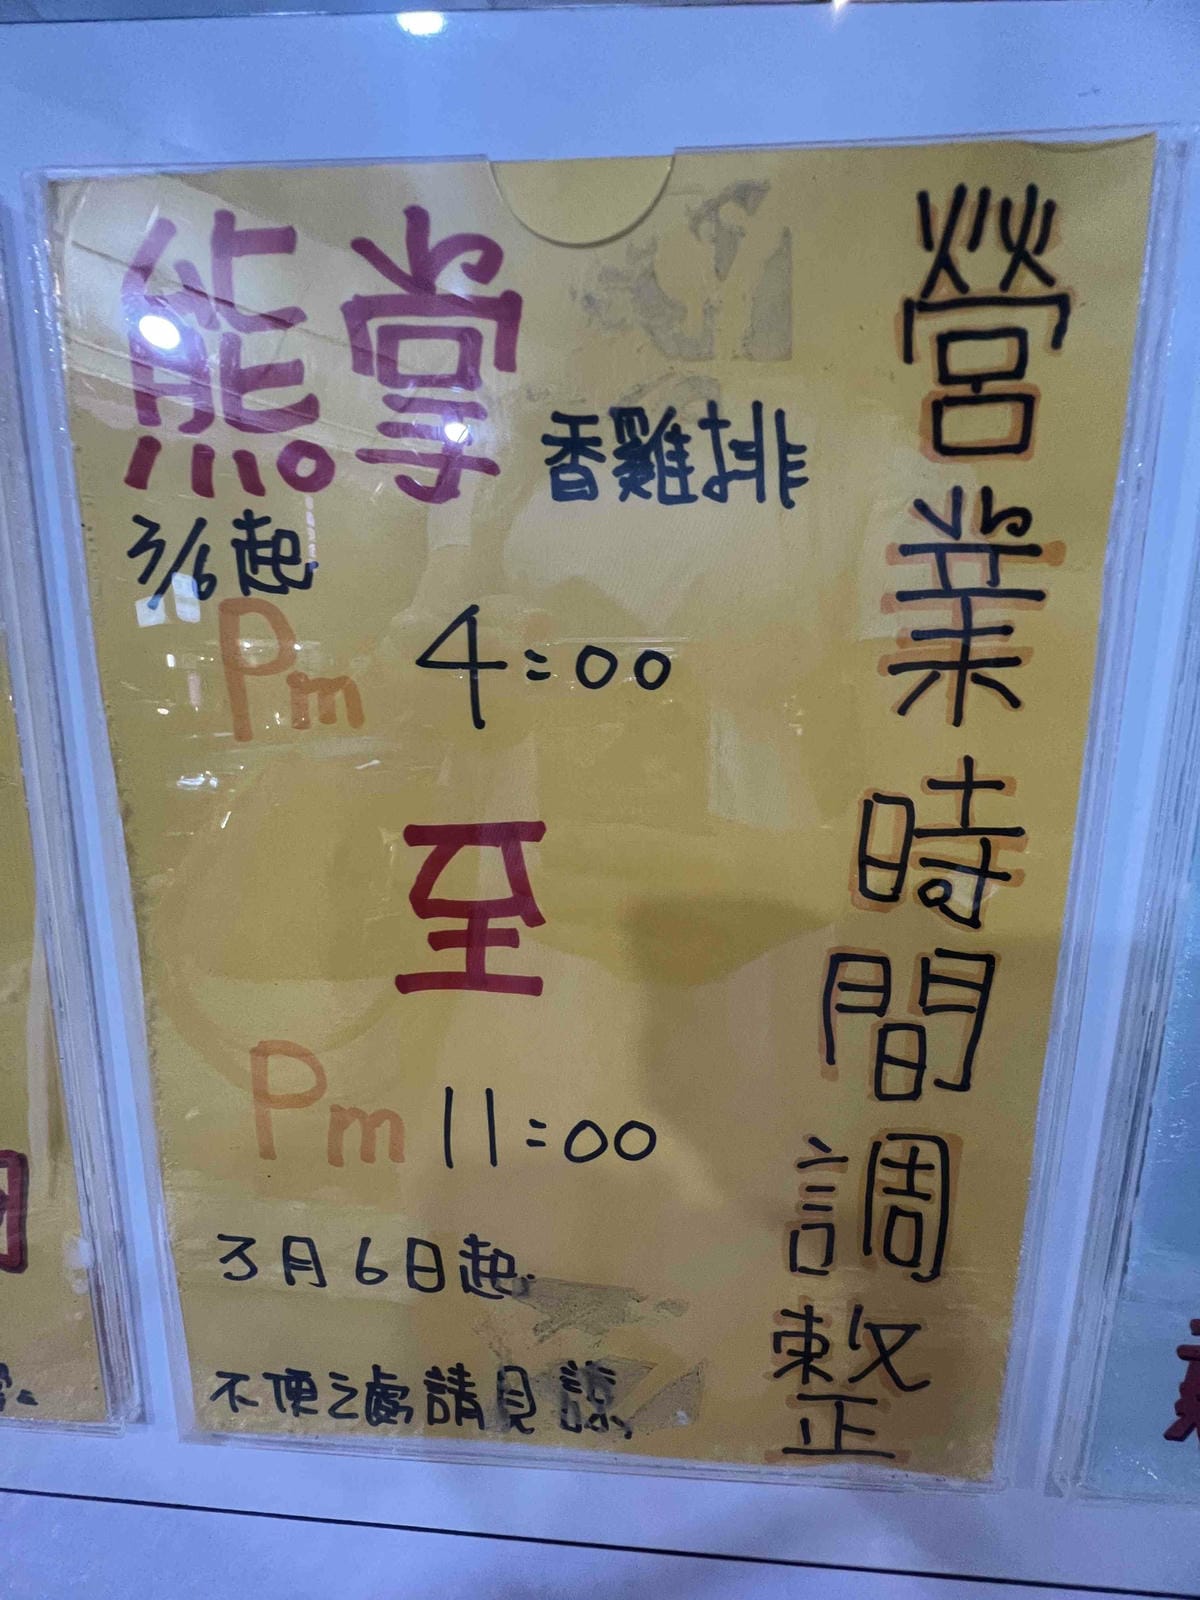 營業時間調整
熊掌 香雞排
3/6起
Pm 4:00
至
Pm 11:00
3月6日起.
不便之處請見諒.